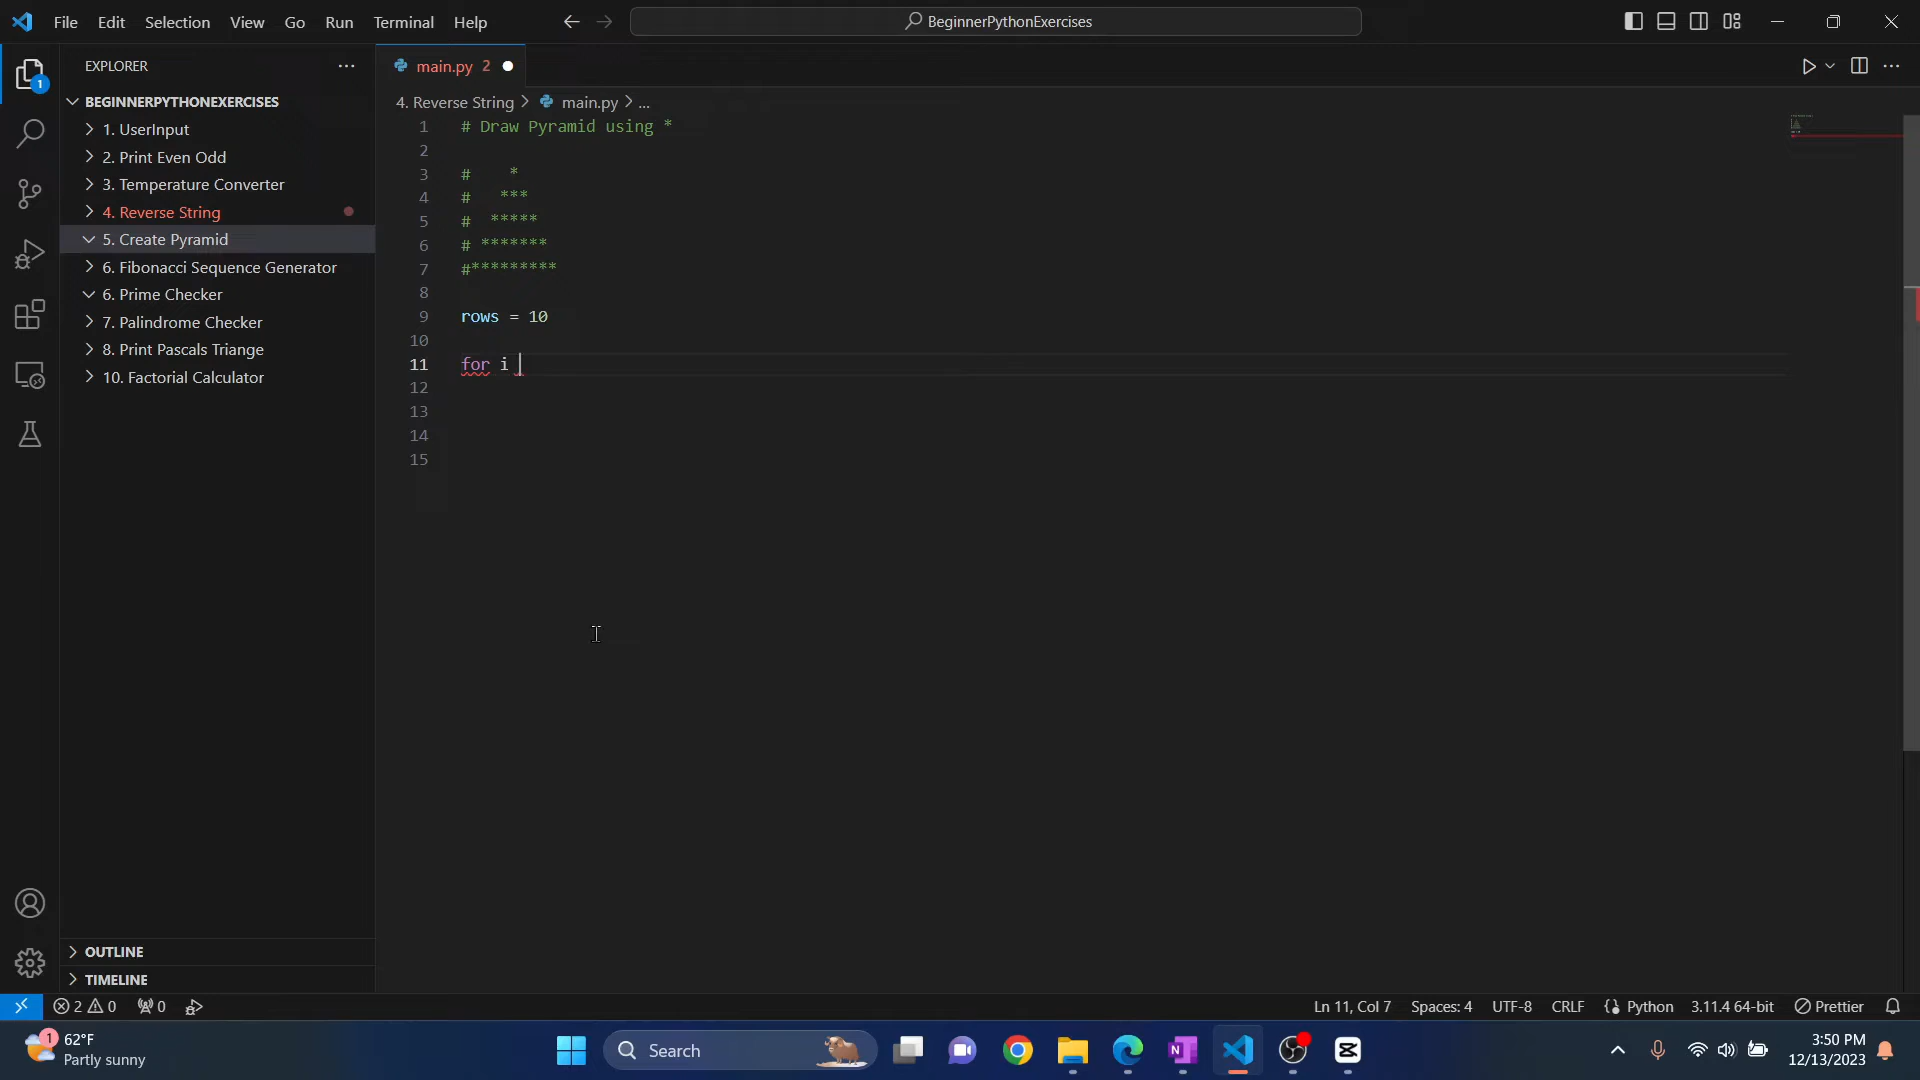 File Edit Selection View Go Run Terminal Help
BeginnerPythonExercises
EXPLORER
main.py 2
1
BEGINNERPYTHONEXERCISES
4. Reverse String > main.py > ...
1. UserInput
2. Print Even Odd
3. Temperature Converter
4. Reverse String
5. Create Pyramid
6. Fibonacci Sequence Generator
6. Prime Checker
7. Palindrome Checker
8. Print Pascals Triange
10. Factorial Calculator
1 # Draw Pyramid using *
2
3 #    *
4 #   ***
5 #  *****
6 # *******
7 #*********
8
9 rows = 10
10
11 for i
12
13
14
15
OUTLINE
TIMELINE
2 0 0
Ln 11, Col 7 Spaces: 4 UTF-8 CRLF Python 3.11.4 64-bit Prettier
1
62°F
Partly sunny
Search
3:50 PM
12/13/2023